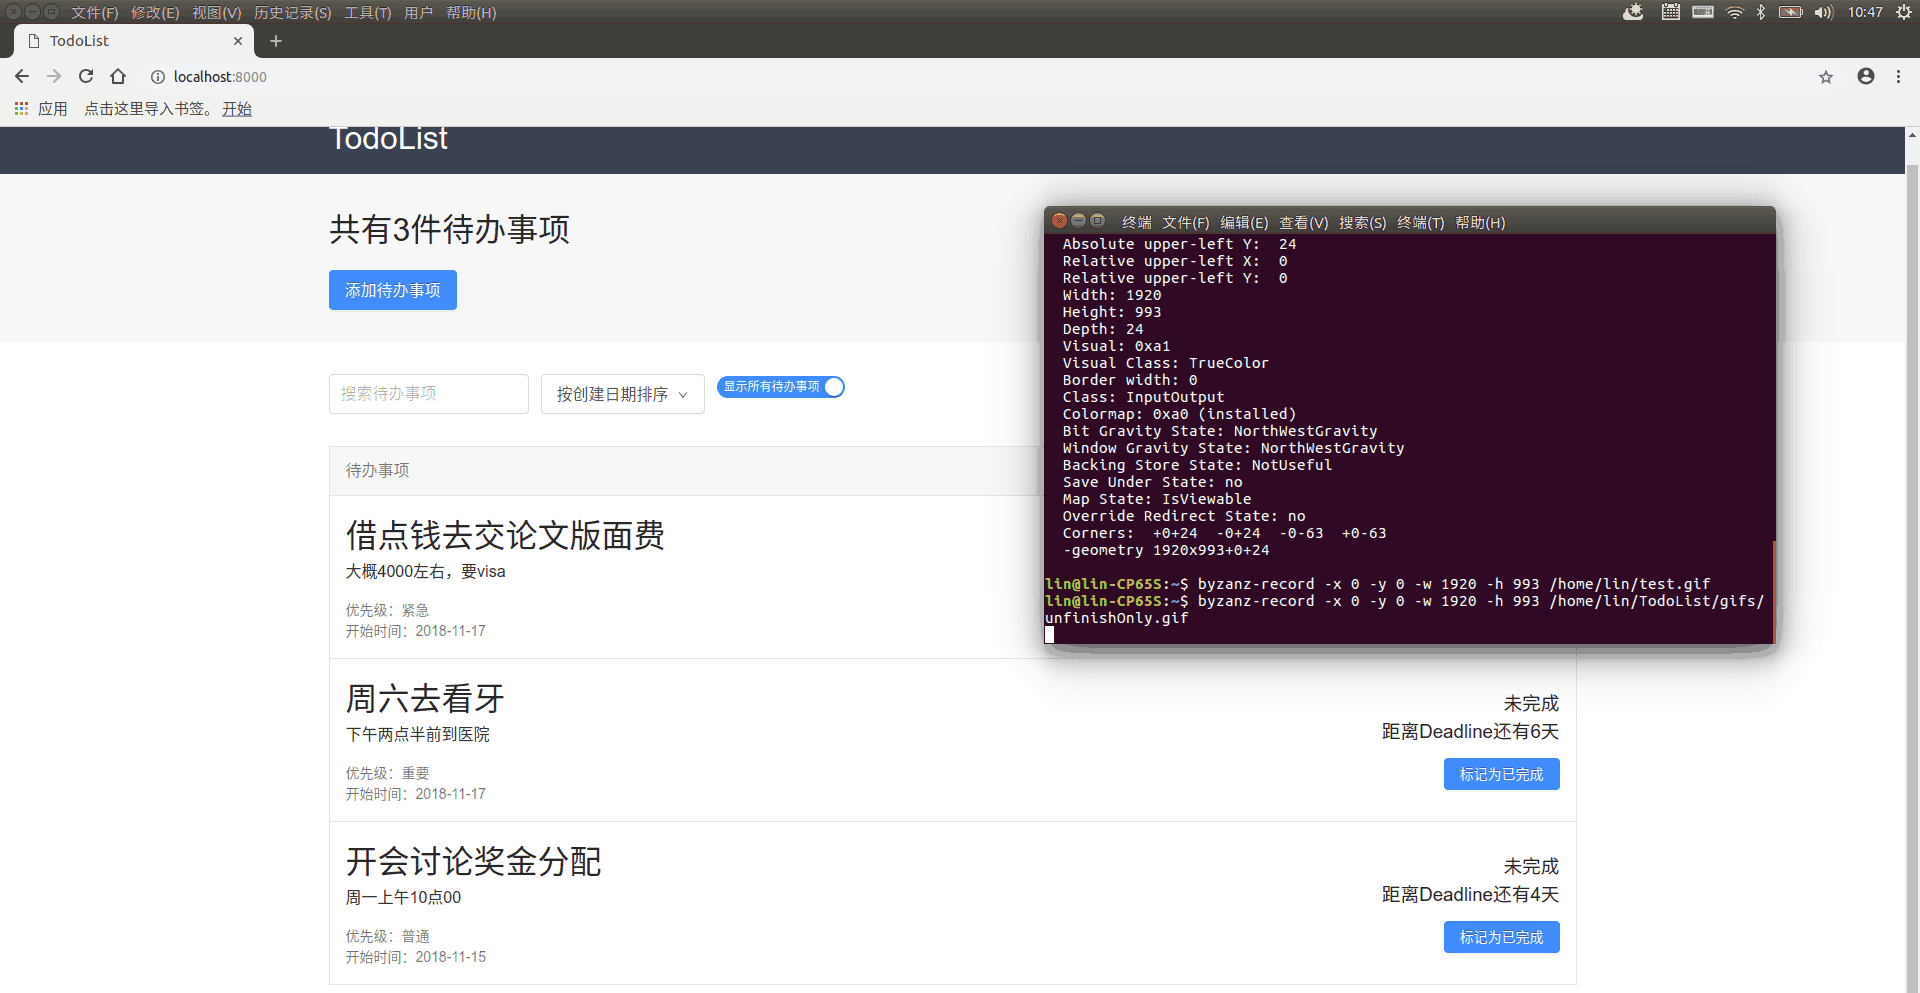 文件(F) 修改(E) 视图(V) 历史记录(S) 工具(T) 用户 帮助(H)
10:47
TodoList
localhost:8000
应用 点击这里导入书签。 开始
TodoList
共有3件待办事项
添加待办事项
搜索待办事项
按创建日期排序
显示所有待办事项
待办事项
借点钱去交论文版面费
大概4000左右，要visa
优先级：紧急
开始时间：2018-11-17
周六去看牙
下午两点半前到医院
优先级：重要
开始时间：2018-11-17
未完成
距离Deadline还有6天
标记为已完成
开会讨论奖金分配
周一上午10点00
优先级：普通
开始时间：2018-11-15
未完成
距离Deadline还有4天
标记为已完成
终端 文件(F) 编辑(E) 查看(V) 搜索(S) 终端(T) 帮助(H)
Absolute upper-left Y:  24
Relative upper-left X:  0
Relative upper-left Y:  0
Width: 1920
Height: 993
Depth: 24
Visual: 0xa1
Visual Class: TrueColor
Border width: 0
Class: InputOutput
Colormap: 0xa0 (installed)
Bit Gravity State: NorthWestGravity
Window Gravity State: NorthWestGravity
Backing Store State: NotUseful
Save Under State: no
Map State: IsViewable
Override Redirect State: no
Corners:  +0+24  -0+24  -0-63  +0-63
-geometry 1920x993+0+24
lin@lin-CP65S:~$ byzanz-record -x 0 -y 0 -w 1920 -h 993 /home/lin/test.gif
lin@lin-CP65S:~$ byzanz-record -x 0 -y 0 -w 1920 -h 993 /home/lin/TodoList/gifs/
unfinishOnly.gif